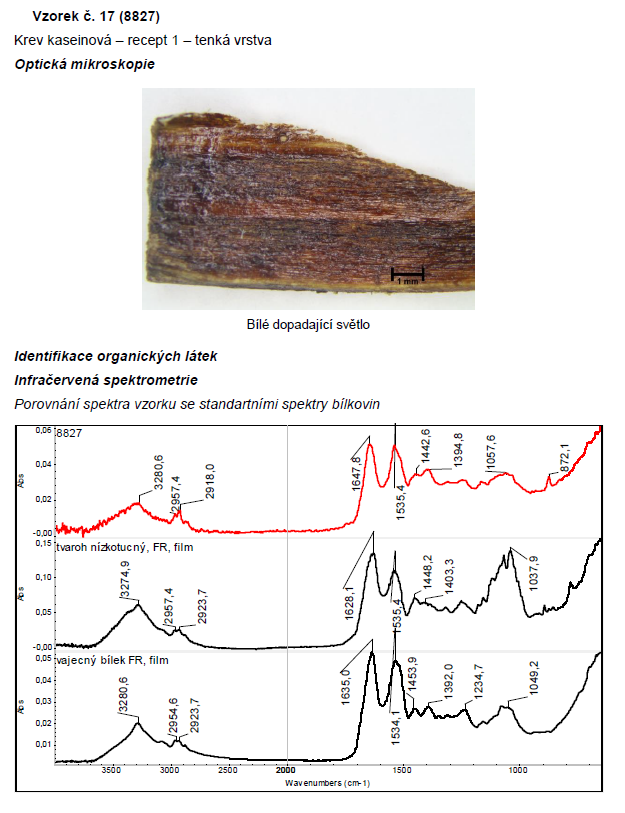 Vzorek č. 17 (8827)
Krev kaseinová – recept 1 – tenká vrstva
Optická mikroskopie
1 mm
Bílé dopadající světlo
Identifikace organických látek
Infračervená spektrometrie
Porovnání spektra vzorku se standartními spektry bílkovin
0,06
0,04
0,02
-0,00
Abs
8827
3280,6
2957,4
2918,0
1647,8
1535,4
1442,6
1394,8
1057,6
872,1
0,15
0,10
0,05
-0,00
Abs
tvaroh nízkotucný, FR, film
3274,9
2957,4
2923,7
1628,1
1535,4
1448,2
1403,3
1037,9
0,05
0,04
0,03
0,02
0,01
Abs
vajecný bílek FR, film
3280,6
2954,6
2923,7
1635,0
1534,1
1453,9
1392,0
1234,7
1049,2
3500 3000 2500 2000 1500 1000
Wavenumbers (cm-1)